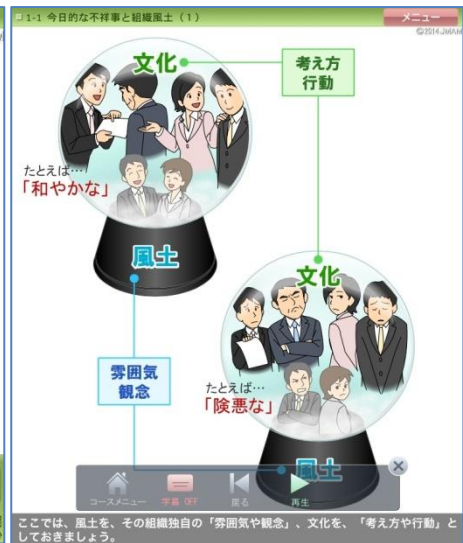 1-1 今日的な不祥事と組織風土（1）
メニュー
©2014 JMAM
文化
考え方
行動
たとえば…
「和やかな」
風土
文化
雰囲気
観念
たとえば…
「険悪な」
風土
コースメニュー
字幕 OFF
戻る
再生
ここでは、風土を、その組織独自の「雰囲気や観念」、文化を、「考え方や行動」と
しておきましょう。